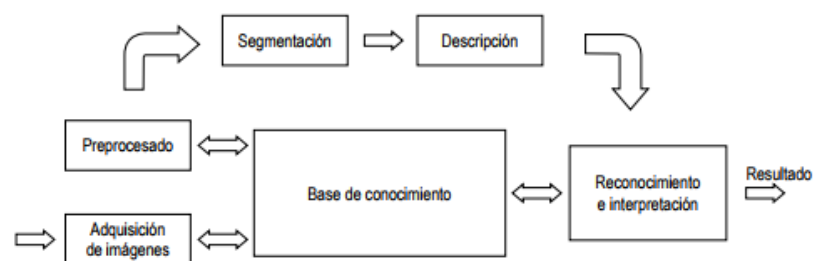 Segmentación
Descripción
Preprocesado
Base de conocimiento
Reconocimiento
e interpretación
Resultado
Adquisición
de imágenes